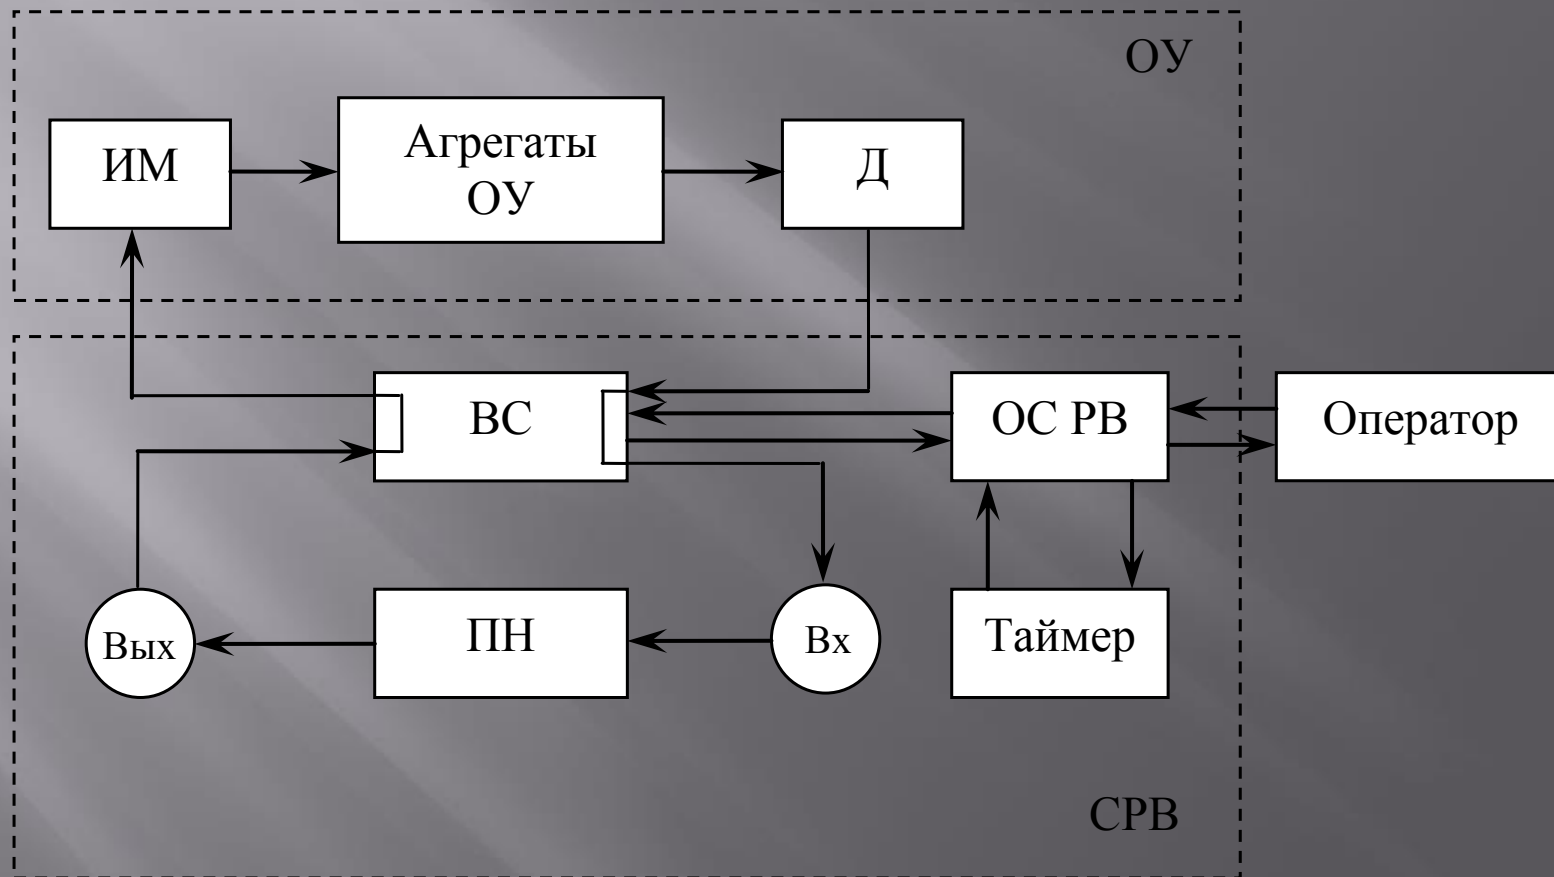 ОУ
ИМ
Агрегаты
ОУ
Д
ВС
ОС РВ
Оператор
Вых
ПН
Вх
Таймер
СРВ